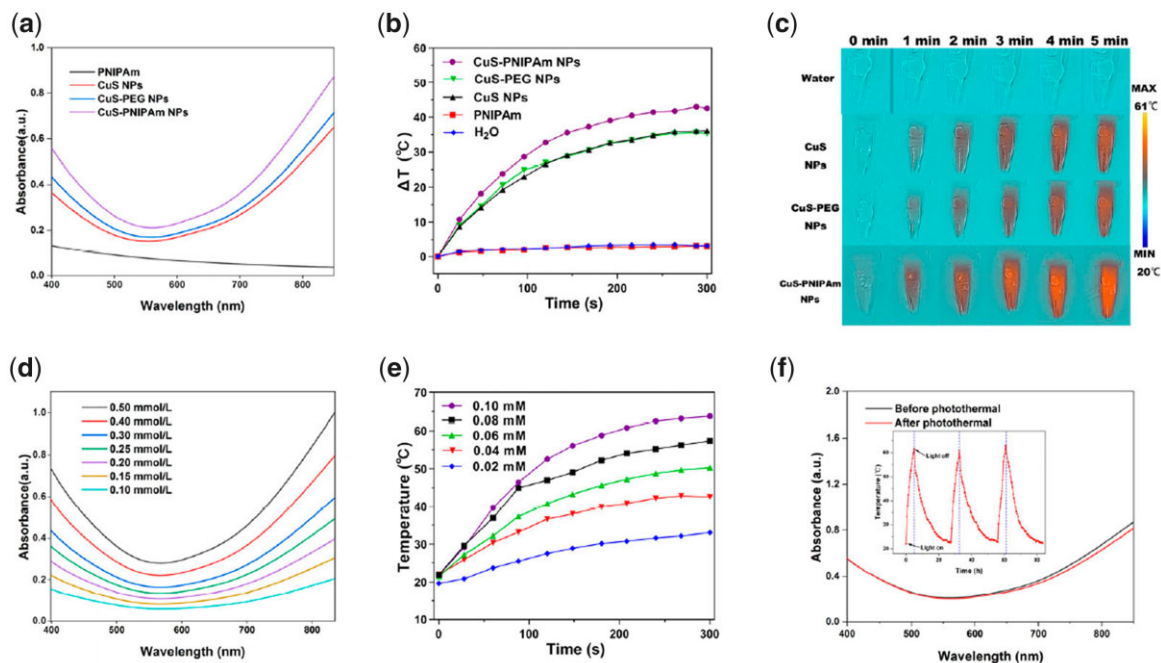 (a)
1.0
0.8
0.6
0.4
0.2
0.0
Absorbance(a.u.)
PNIPAm
CuS NPs
CuS-PEG NPs
CuS-PNIPAm NPs
400 500 600 700 800
Wavelength (nm)
(b)
60
50
40
30
20
10
0
ΔT (℃)
CuS-PNIPAm NPs
CuS-PEG NPs
CuS NPs
PNIPAm
H₂O
0 100 200 300
Time (s)
(c)
0 min 1 min 2 min 3 min 4 min 5 min
Water
CuS
NPs
CuS-PEG
NPs
CuS-PNIPAm
NPs
MAX
61℃
MIN
20℃
(d)
1.0
0.8
0.6
0.4
0.2
0.0
Absorbance(a.u.)
0.50 mmol/L
0.40 mmol/L
0.30 mmol/L
0.25 mmol/L
0.20 mmol/L
0.15 mmol/L
0.10 mmol/L
400 500 600 700 800
Wavelength (nm)
(e)
70
60
50
40
30
20
10
Temperature (℃)
0.10 mM
0.08 mM
0.06 mM
0.04 mM
0.02 mM
0 100 200 300
Time (s)
(f)
2.0
1.6
1.2
0.8
0.4
0.0
Absorbance (a.u.)
Before photothermal
After photothermal
Light off
Light on
Temperature (℃)
0 20 40 60 80
Time (h)
400 500 600 700 800
Wavelength (nm)